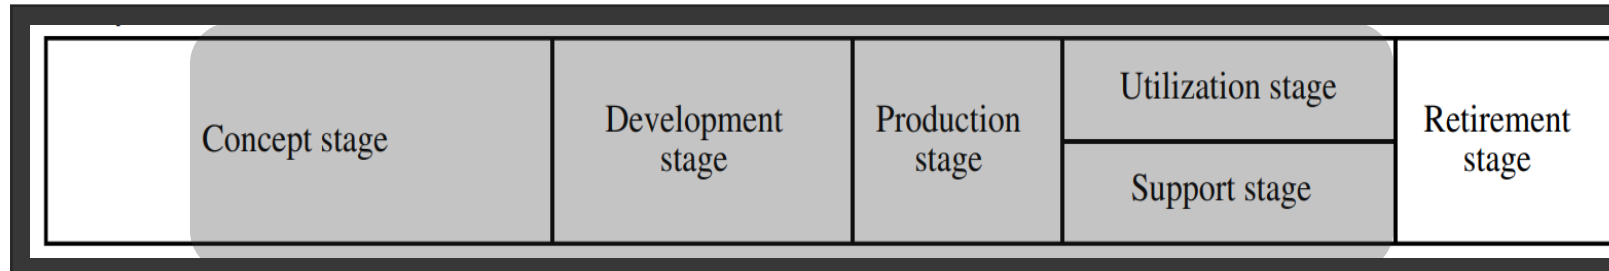 Concept stage
Development
stage
Production
stage
Utilization stage
Support stage
Retirement
stage